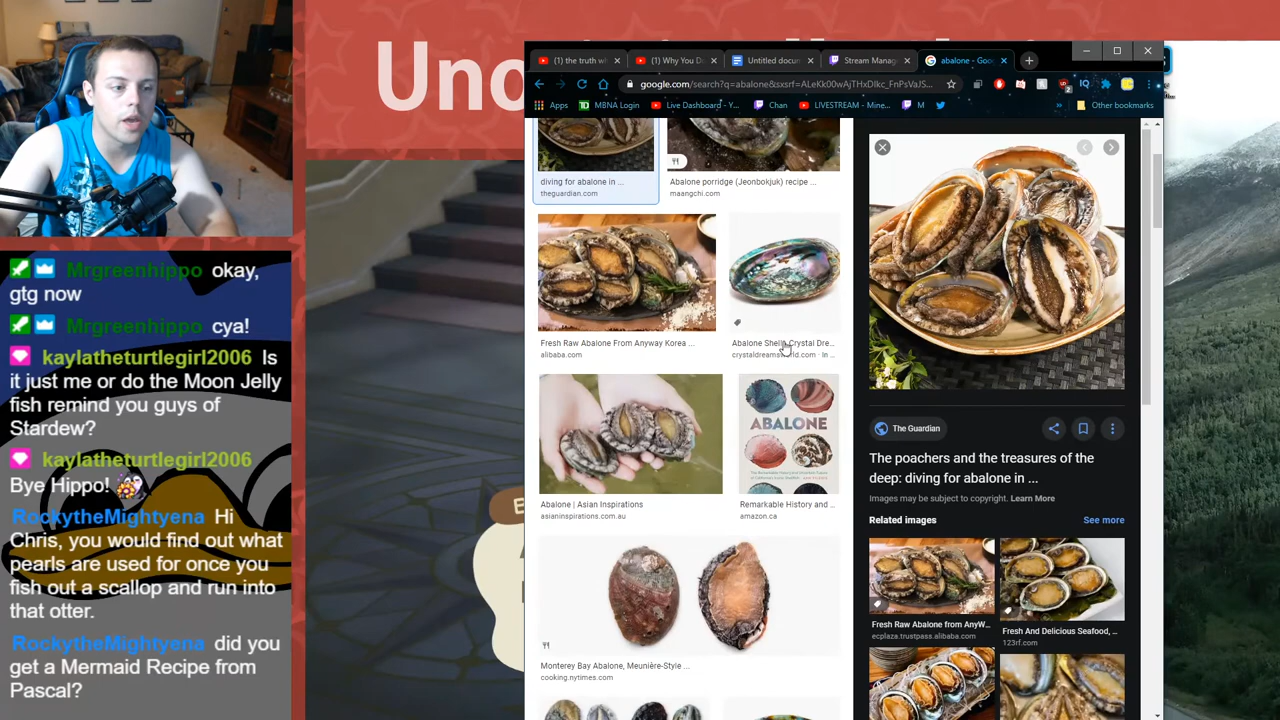 Mrgreenhippo okay,
gtg now
Mrgreenhippo cya!
kaylatheturtlegirl2006 Is
it just me or do the Moon Jelly
fish remind you guys of
Stardew?
kaylatheturtlegirl2006
Bye Hippo!
RockytheMightyena Hi
Chris, you would find out what
pearls are used for once you
fish out a scallop and run into
that otter.
RockytheMightyena did you
get a Mermaid Recipe from
Pascal?
(1) the truth wh
(1) Why You D
Untitled docum
Stream Manag
abalone - Goo
google.com/search?q=abalone&sxsrf=ALeKk00wAjTHxDIkc_FnPsVaJS...
Apps
MBNA Login
Live Dashboard - Y...
Chan
LIVESTREAM - Mine...
M
Other bookmarks
diving for abalone in ...
theguardian.com
Abalone porridge (Jeonbokjuk) recipe ...
maangchi.com
Fresh Raw Abalone From Anyway Korea ...
alibaba.com
Abalone Shell- Crystal Dre...
crystaldreamsworld.com · In ...
Abalone | Asian Inspirations
asianinspirations.com.au
ABALONE
Remarkable History and ...
amazon.ca
Monterey Bay Abalone, Meunière-Style ...
cooking.nytimes.com
The Guardian
The poachers and the treasures of the
deep: diving for abalone in ...
Images may be subject to copyright. Learn More
Related images
See more
Fresh Raw Abalone from AnyW...
ecplaza.trustpass.alibaba.com
Fresh And Delicious Seafood, ...
123rf.com